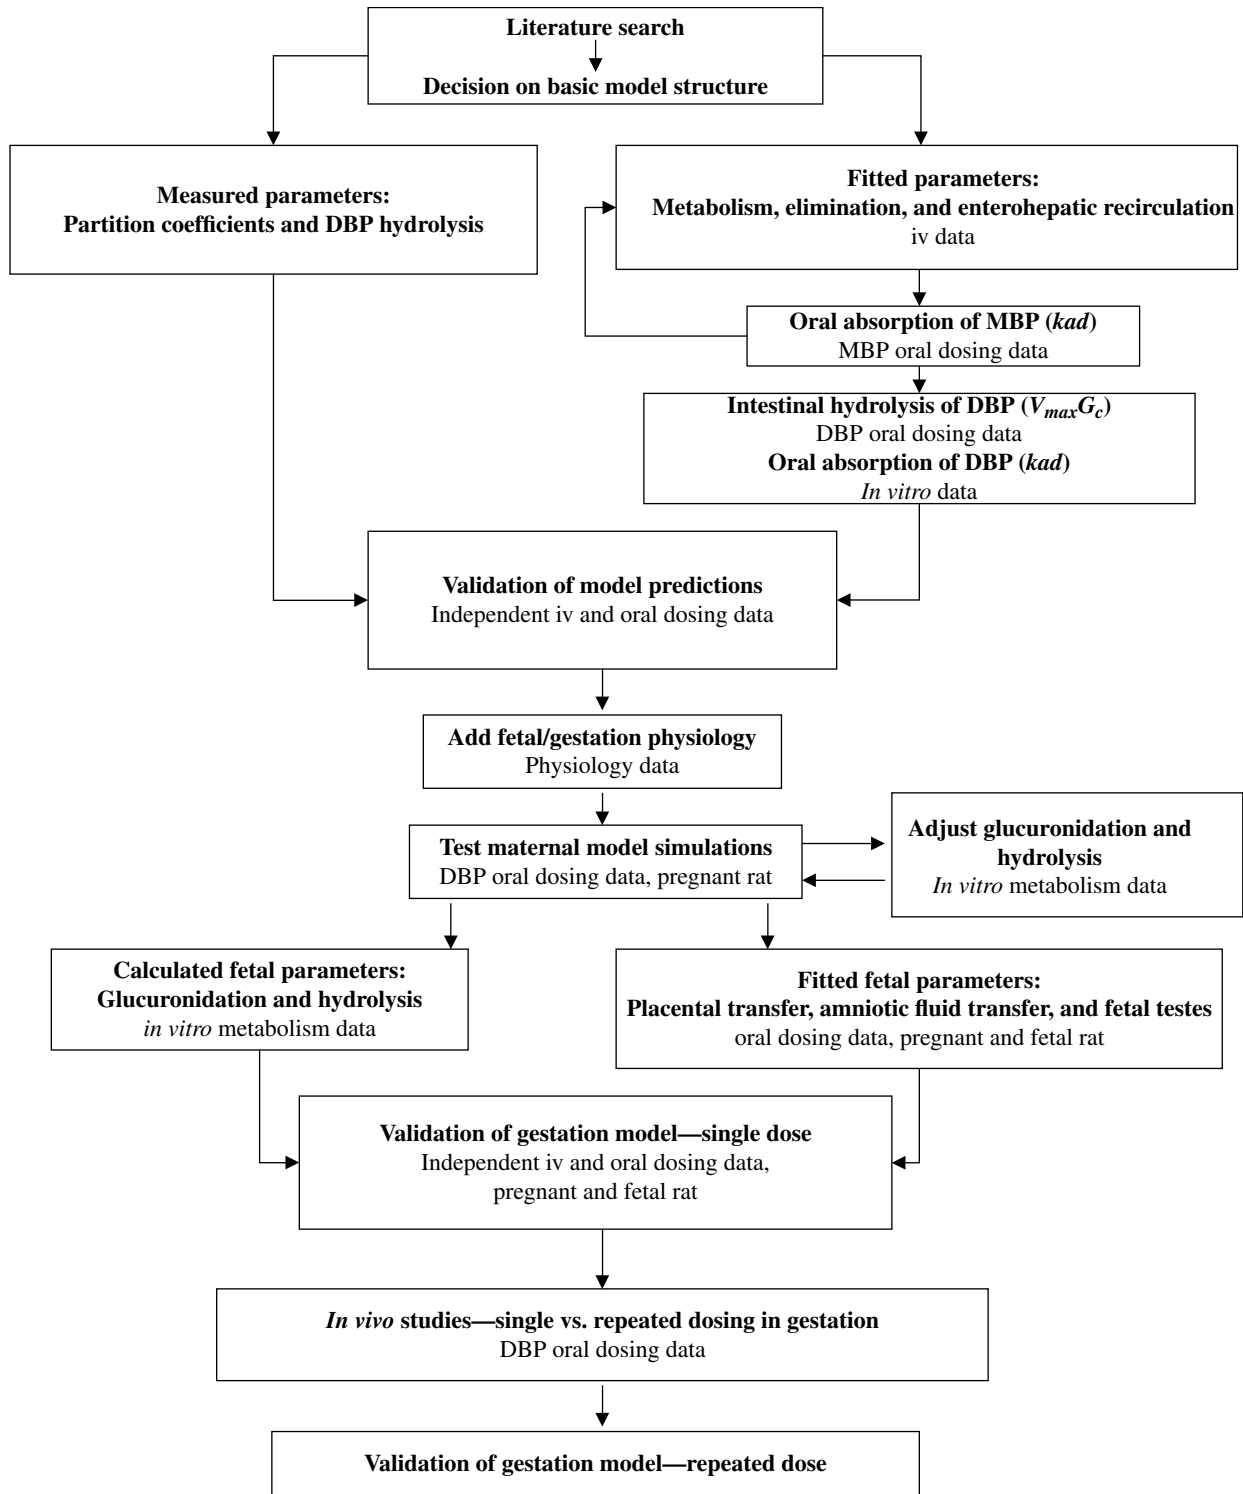 Literature search
Decision on basic model structure
Measured parameters:
Partition coefficients and DBP hydrolysis
Fitted parameters:
Metabolism, elimination, and enterohepatic recirculation
iv data
Oral absorption of MBP (kad)
MBP oral dosing data
Intestinal hydrolysis of DBP (VmaxGc)
DBP oral dosing data
Oral absorption of DBP (kad)
In vitro data
Validation of model predictions
Independent iv and oral dosing data
Add fetal/gestation physiology
Physiology data
Test maternal model simulations
DBP oral dosing data, pregnant rat
Adjust glucuronidation and
hydrolysis
In vitro metabolism data
Calculated fetal parameters:
Glucuronidation and hydrolysis
in vitro metabolism data
Fitted fetal parameters:
Placental transfer, amniotic fluid transfer, and fetal testes
oral dosing data, pregnant and fetal rat
Validation of gestation model—single dose
Independent iv and oral dosing data,
pregnant and fetal rat
In vivo studies—single vs. repeated dosing in gestation
DBP oral dosing data
Validation of gestation model—repeated dose